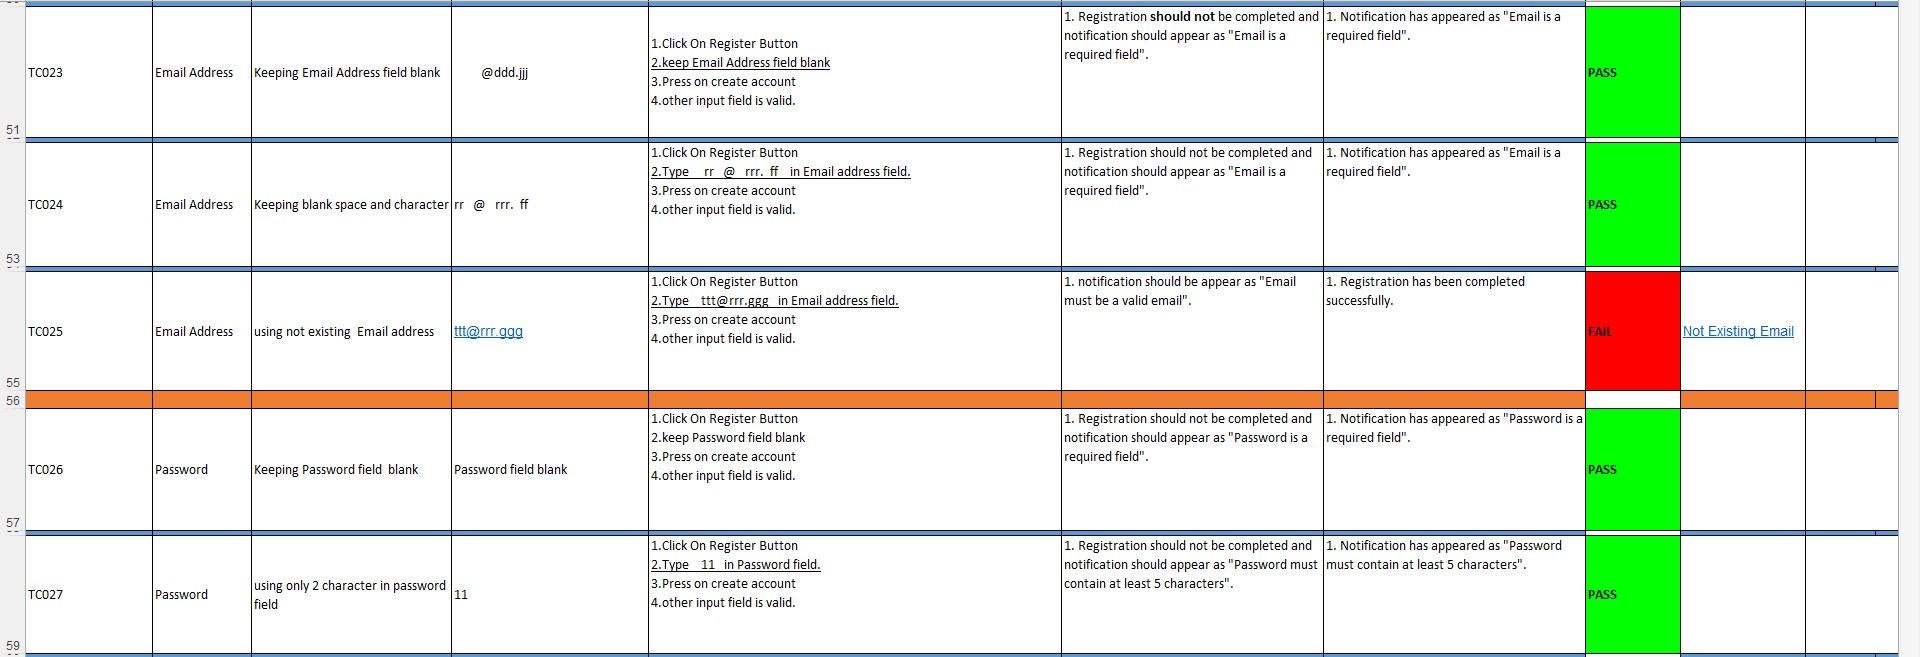 TC023
Email Address
Keeping Email Address field blank
@ddd.jjj
1.Click On Register Button
2.keep Email Address field blank
3.Press on create account
4.other input field is valid.
1. Registration should not be completed and
notification should appear as "Email is a
required field".
1. Notification has appeared as "Email is a
required field".
PASS
51
TC024
Email Address
Keeping blank space and character
rr @ rrr. ff
1.Click On Register Button
2.Type rr @ rrr. ff in Email address field.
3.Press on create account
4.other input field is valid.
1. Registration should not be completed and
notification should appear as "Email is a
required field".
1. Notification has appeared as "Email is a
required field".
PASS
53
TC025
Email Address
using not existing Email address
ttt@rrr.ggg
1.Click On Register Button
2.Type ttt@rrr.ggg in Email address field.
3.Press on create account
4.other input field is valid.
1. notification should be appear as "Email
must be a valid email".
1. Registration has been completed
successfully.
FAIL
Not Existing Email
55
56
TC026
Password
Keeping Password field blank
Password field blank
1.Click On Register Button
2.keep Password field blank
3.Press on create account
4.other input field is valid.
1. Registration should not be completed and
notification should appear as "Password is a
required field".
1. Notification has appeared as "Password is a
required field".
PASS
57
TC027
Password
using only 2 character in password
field
11
1.Click On Register Button
2.Type 11 in Password field.
3.Press on create account
4.other input field is valid.
1. Registration should not be completed and
notification should appear as "Password must
contain at least 5 characters".
1. Notification has appeared as "Password
must contain at least 5 characters".
PASS
59